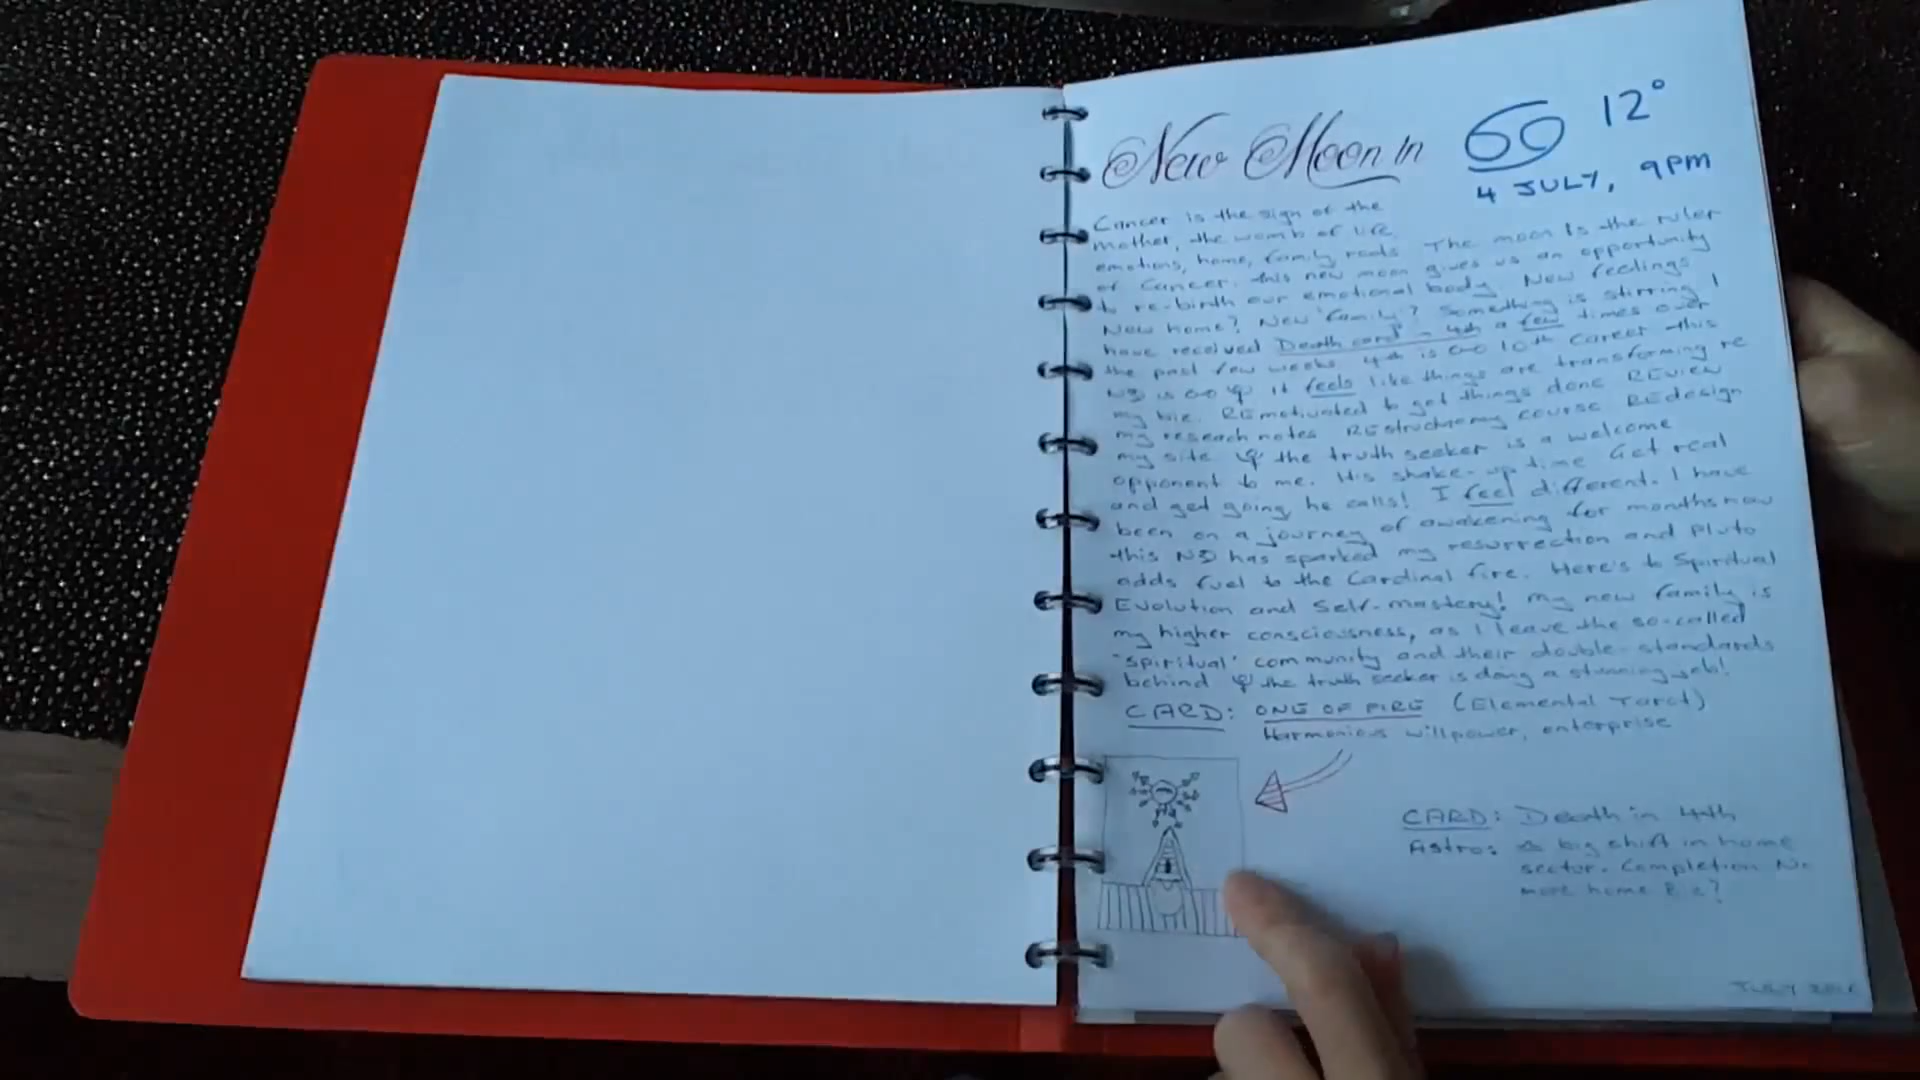 New Moon in ♋ 12°
4 JULY, 9PM
Cancer is the sign of the
mother, the womb of life,
emotions, home, family roots. The moon is the ruler
of Cancer. This new moon gives us an opportunity
to re-birth our emotional body. New feelings
New home? New 'family'? Something is stirring I
have received Death card - 4th a few times over
the past few weeks. 4th is 10th Career this
is it feels like things are transforming re
my biz. REmotivated to get things done REview
my reseach notes REstructure my course REdesign
my site the truth seeker is a welcome
opponent to me. His shake-up time Get real
and get going, he calls! I feel different. I have
been on a journey of awakening for months now
this has sparked my resurrection and Pluto
adds fuel to the Cardinal fire. Here's to Spiritual
Evolution and Self-mastery! My new family is
my higher consciousness, as I leave the so-called
"spiritual" community and their double-standards
behind the truth seeker is doing a stunning job!
CARD: ONE OF FIRE (Elemental Tarot)
Harmonious willpower, enterprise
CARD: Death in 4th
Astro: A big shift in home
sector. Completion No
more home Biz?
JULY